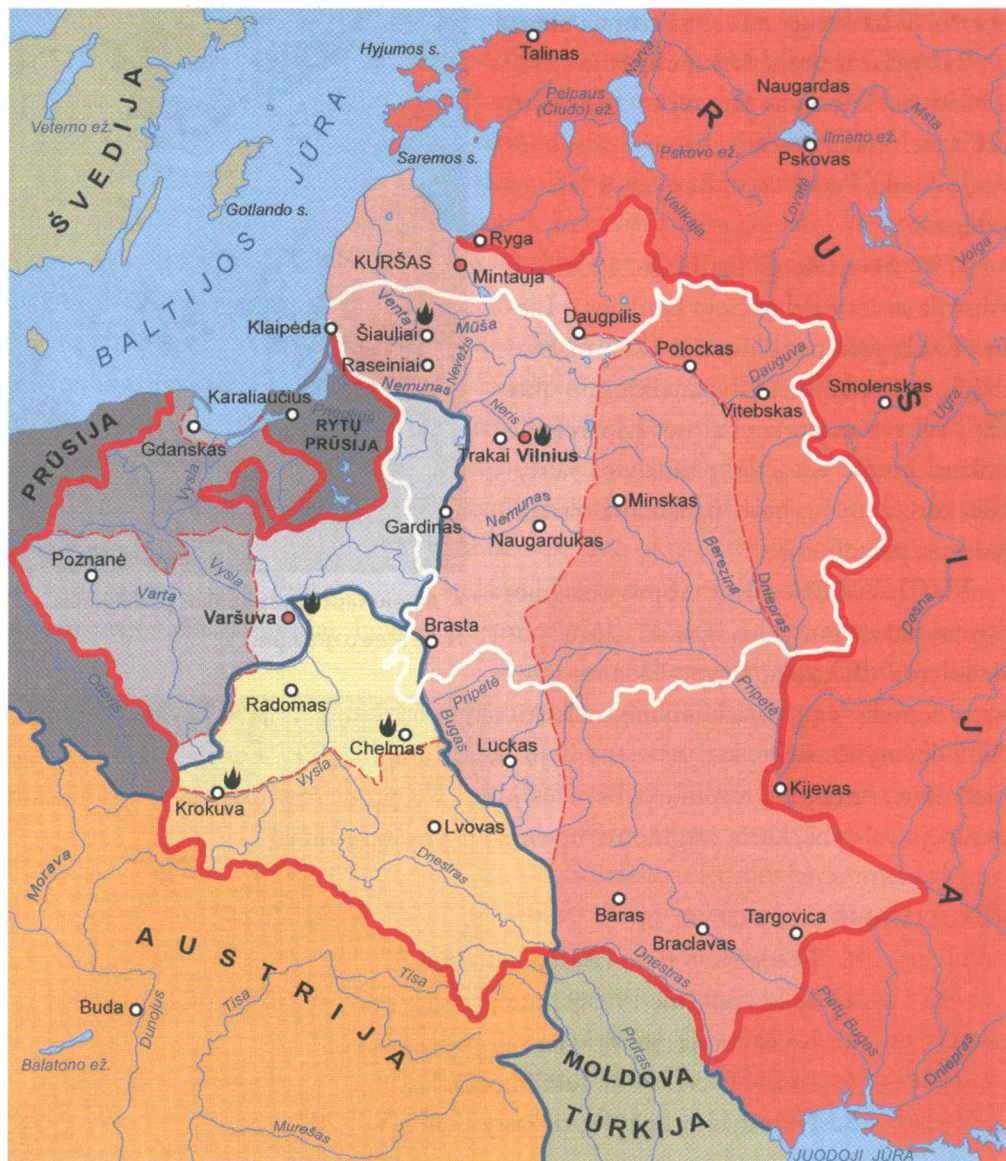 Hyjumos s.
Talinas
Narva
Naugardas
R U S I J A
Msta
Veterno ež.
Peipaus
(Čiudo) ež.
Ilmeno ež.
ŠVEDIJA
BALTIJOS JŪRA
Pskovo ež.
Pskovas
Saremos s.
Gotlando s.
Velikaja
Lovatė
Volga
Ryga
KURŠAS
Mintauja
Venta
Klaipėda
Šiauliai
Mūša
Daugpilis
Raseiniai
Nevėžis
Polockas
Dauguva
Nemunas
Smolenskas
Ugra
Karaliaučius
Prieglius
Neris
Vitebskas
RYTŲ
PRŪSIJA
Gdanskas
PRŪSIJA
Vysla
Trakai
Vilnius
Gardinas
Nemunas
Minskas
Naugardukas
Poznanė
Vysla
Berezina
Varta
Dniepras
Desna
Varšuva
Brasta
Oderis
Radomas
Pripetė
Pripetė
Bugas
Chelmas
Luckas
Vysla
Krokuva
Kijevas
Lvovas
Morava
Dnestras
Baras
Targovica
AUSTRIJA
Braclavas
Dnestras
Tisa
Tisa
Buda
Dunojus
Pietų Bugas
Prutas
Balatono ež.
MOLDOVA
Dniepras
TURKIJA
Murešas
JUODOJI JŪRA